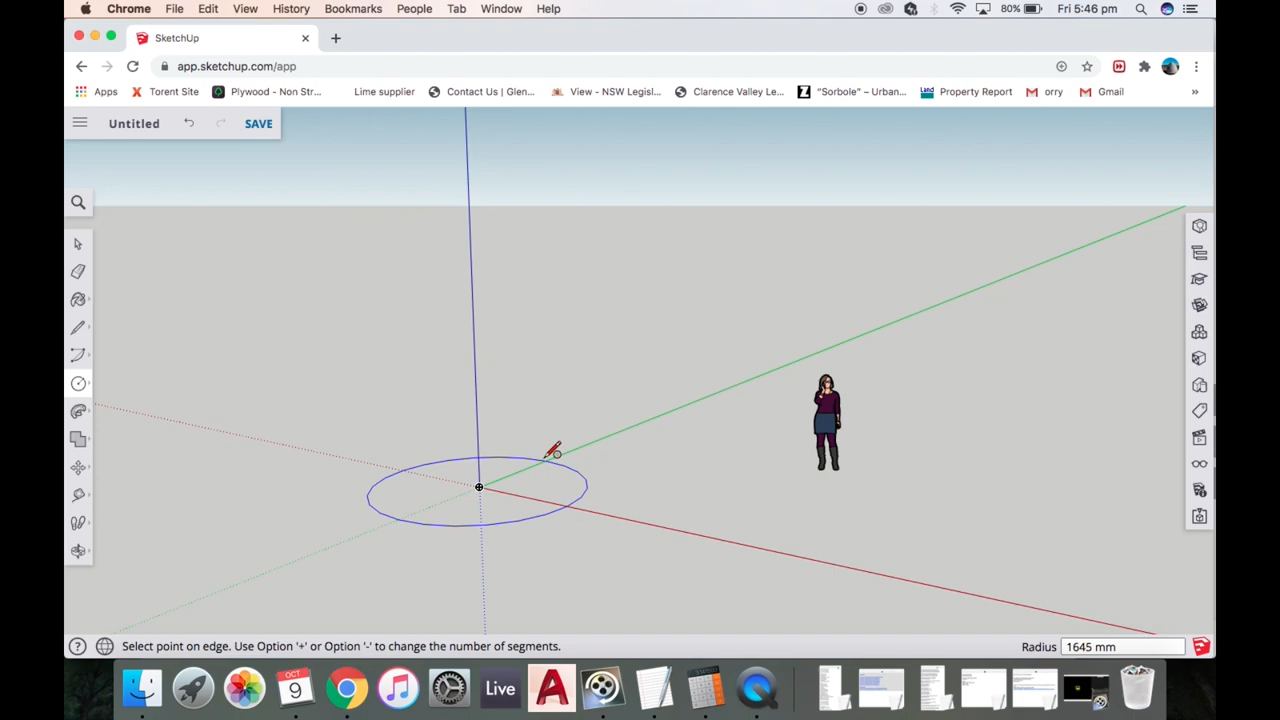 Chrome File Edit View History Bookmarks People Tab Window Help 80% Fri 5:46 pm
SketchUp
app.sketchup.com/app
Apps Torent Site Plywood - Non Str... Lime supplier Contact Us | Glen... View - NSW Legisl... Clarence Valley Le... "Sorbole" – Urban... Property Report orry Gmail »
Untitled SAVE
Select point on edge. Use Option '+' or Option '-' to change the number of segments. Radius 1645 mm
OCT
9
Live